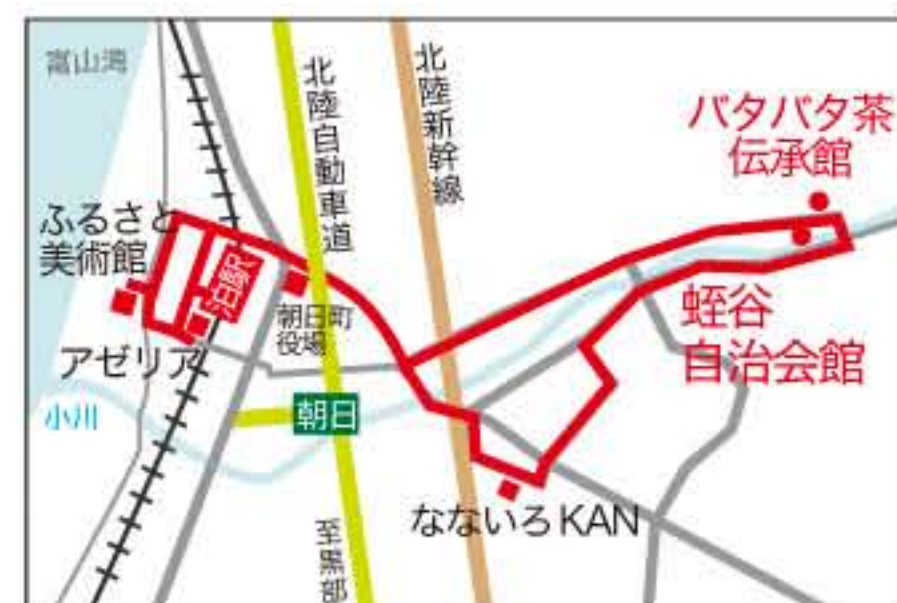 富山湾
北陸自動車道
北陸新幹線
バタバタ茶
伝承館
ふるさと
美術館
泊駅
朝日町
役場
アゼリア
小川
朝日
蛭谷
自治会館
なないろKAN
至黒部